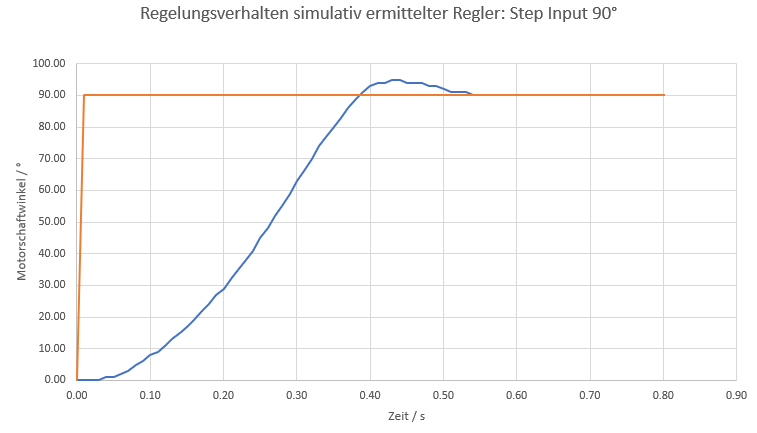 Regelungsverhalten simulativ ermittelter Regler: Step Input 90°
100.00
90.00
80.00
70.00
60.00
50.00
40.00
30.00
20.00
10.00
0.00
Motorschaftwinkel / °
0.00 0.10 0.20 0.30 0.40 0.50 0.60 0.70 0.80 0.90
Zeit / s